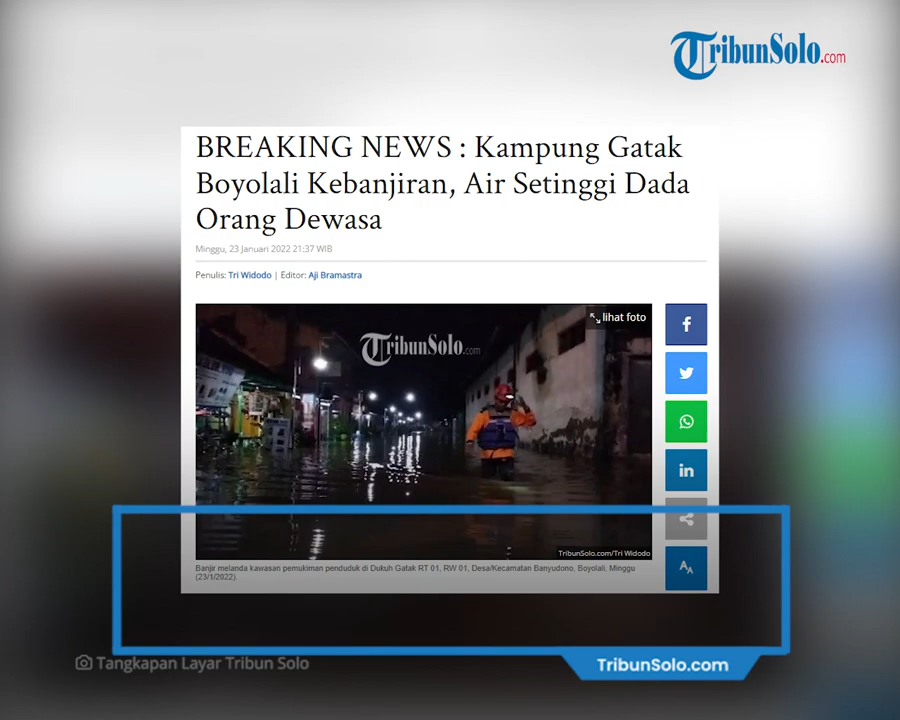 TribunSolo.com
BREAKING NEWS : Kampung Gatak
Boyolali Kebanjiran, Air Setinggi Dada
Orang Dewasa
Minggu, 23 Januari 2022 21:37 WIB
Penulis: Tri Widodo | Editor: Aji Bramastra
lihat foto
TribunSolo.com
TribunSolo.com/Tri Widodo
Banjir melanda kawasan pemukiman penduduk di Dukuh Gatak RT 01, RW 01, Desa/Kecamatan Banyudono, Boyolali, Minggu
(23/1/2022).
AA
Tangkapan Layar Tribun Solo
TribunSolo.com